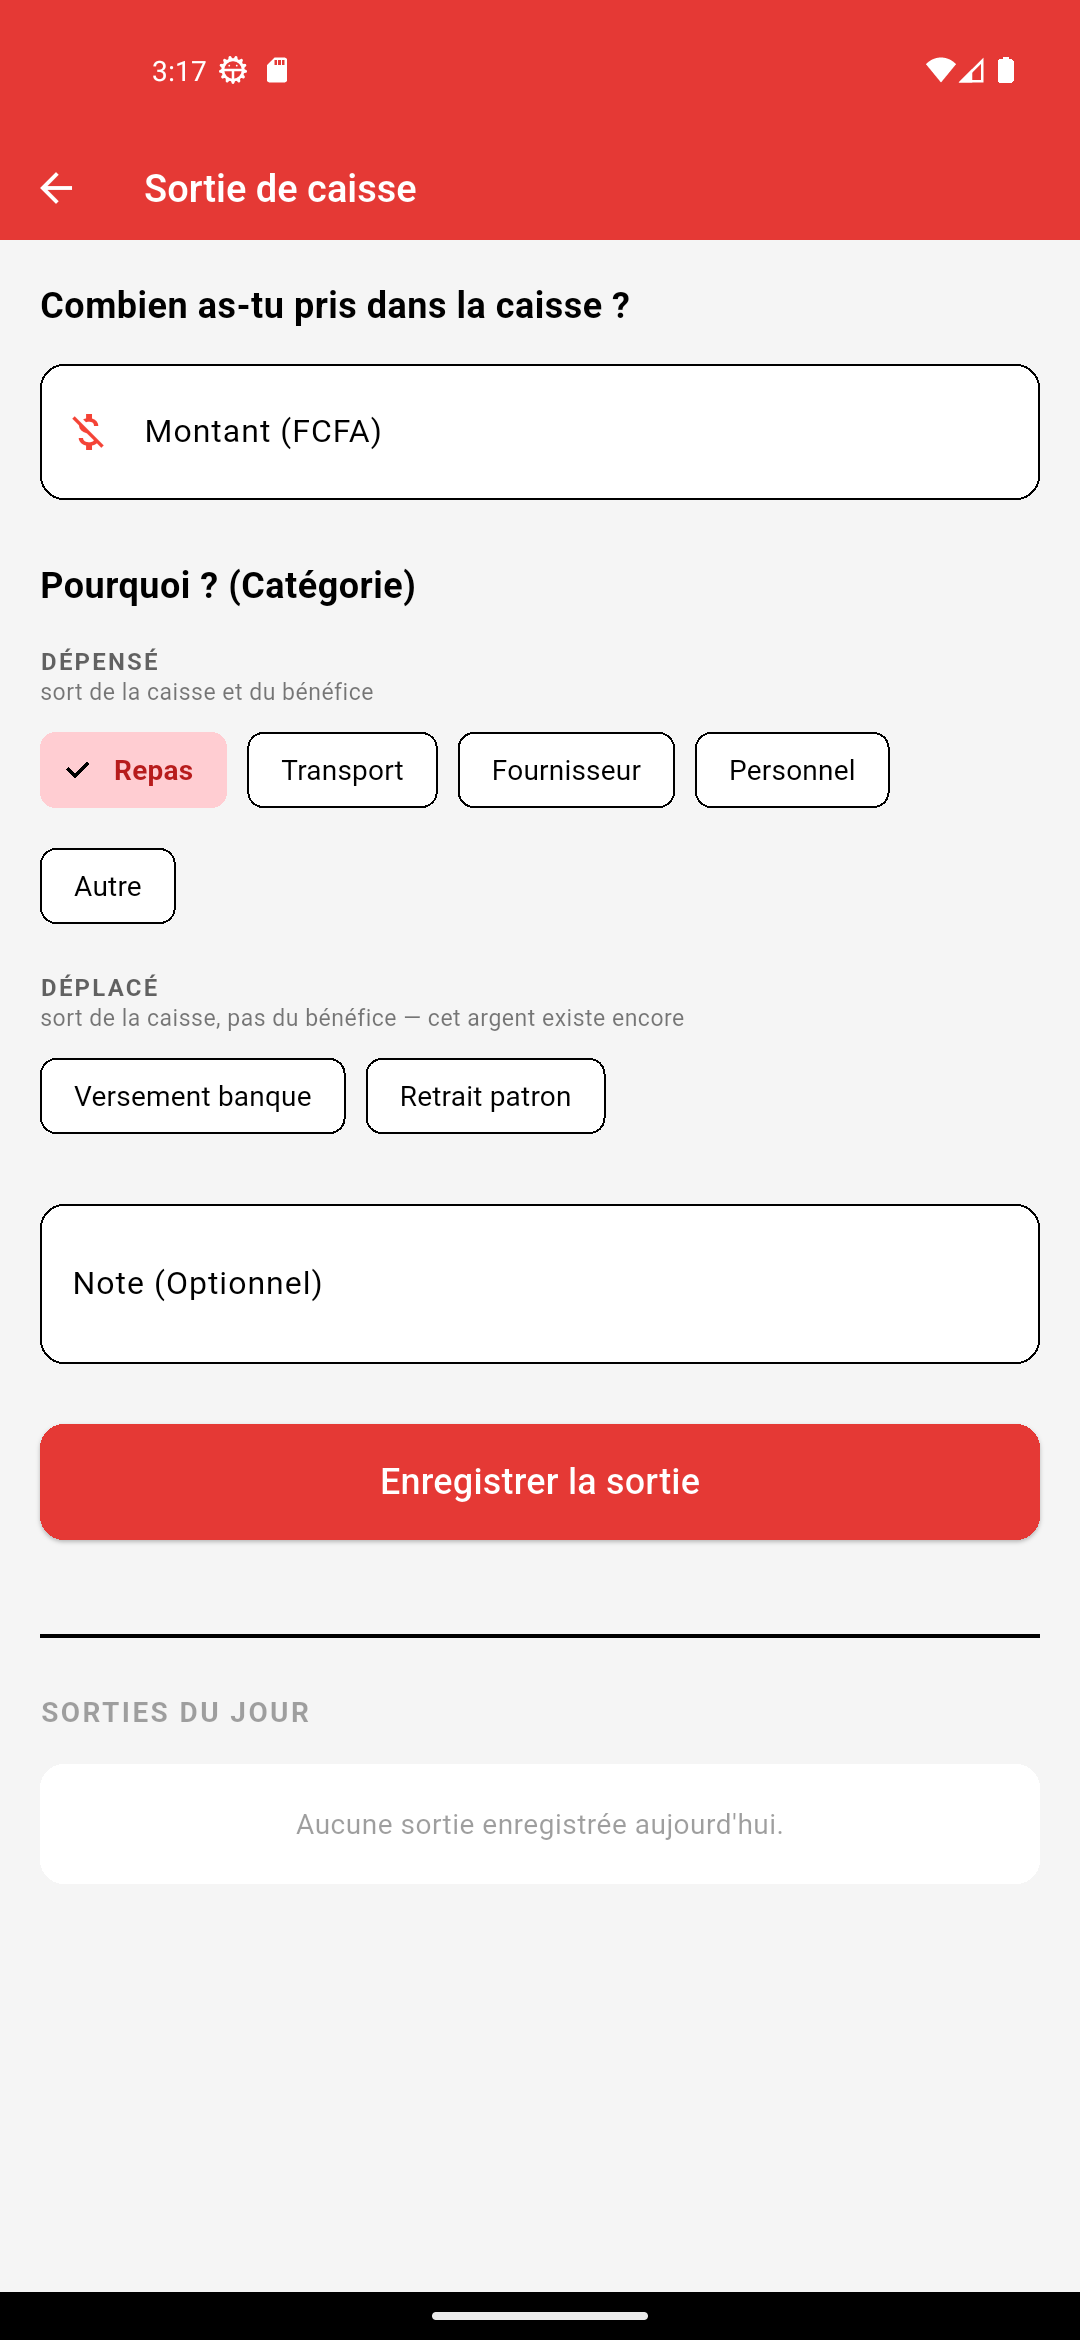 3:17
Sortie de caisse
Combien as-tu pris dans la caisse ?
Montant (FCFA)
Pourquoi ? (Catégorie)
DÉPENSÉ
sort de la caisse et du bénéfice
Repas
Transport
Fournisseur
Personnel
Autre
DÉPLACÉ
sort de la caisse, pas du bénéfice — cet argent existe encore
Versement banque
Retrait patron
Note (Optionnel)
Enregistrer la sortie
SORTIES DU JOUR
Aucune sortie enregistrée aujourd'hui.